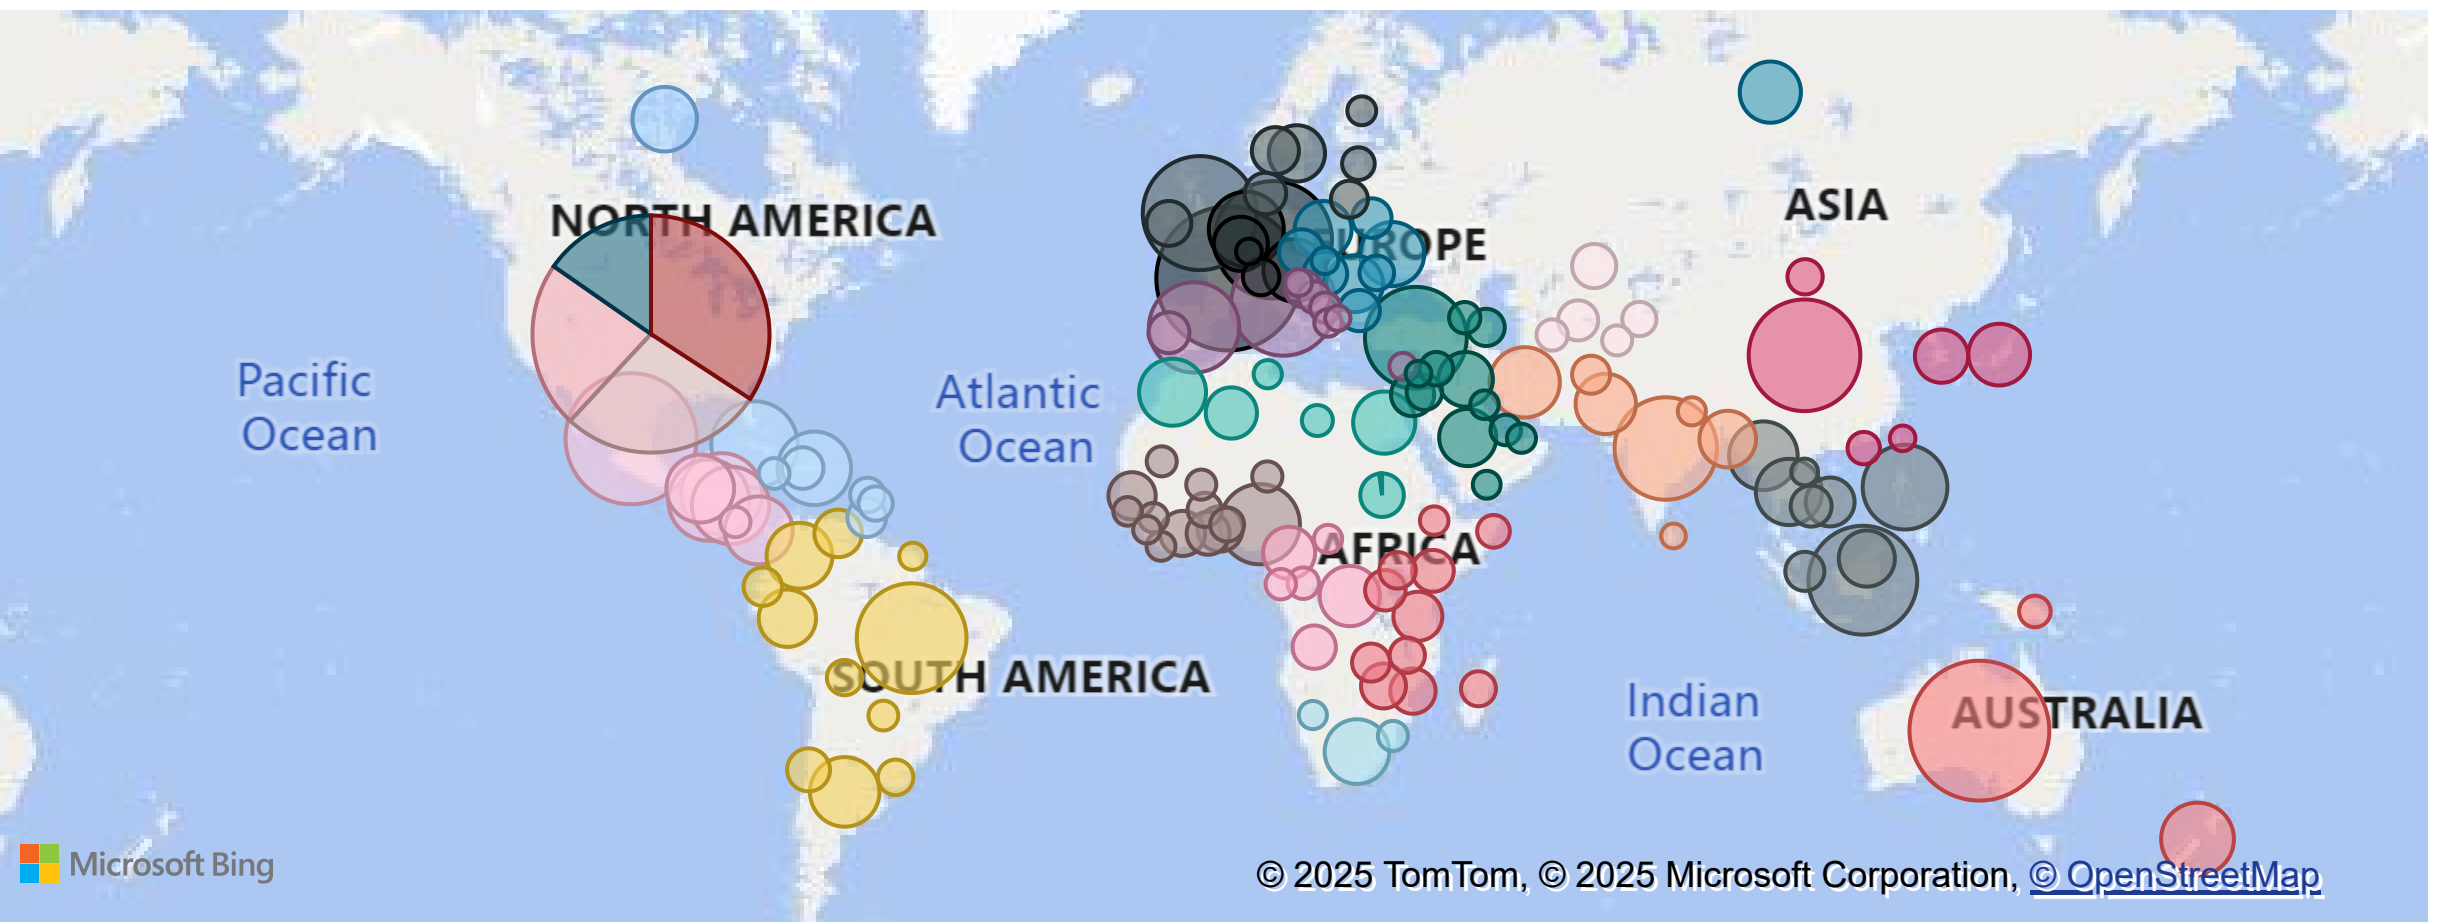 ASIA
NORTH AMERICA
EUROPE
Pacific
Ocean
Atlantic
Ocean
AFRICA
SOUTH AMERICA
Indian
Ocean
AUSTRALIA
Microsoft Bing
© 2025 TomTom, © 2025 Microsoft Corporation, © OpenStreetMap